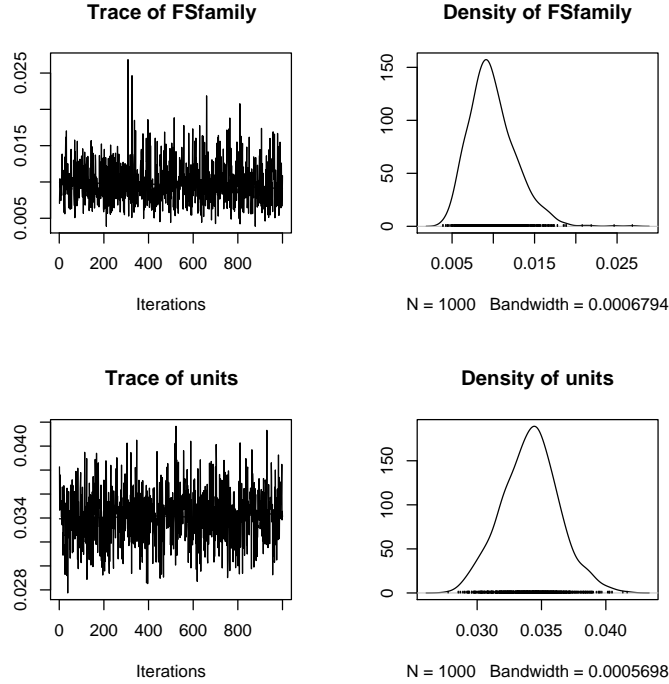 Trace of FSfamily
0.005 0.015 0.025
0 200 400 600 800
Iterations
Density of FSfamily
0 50 100 150
0.005 0.015 0.025
N = 1000 Bandwidth = 0.0006794
Trace of units
0.028 0.034 0.040
0 200 400 600 800
Iterations
Density of units
0 50 100 150
0.030 0.035 0.040
N = 1000 Bandwidth = 0.0005698